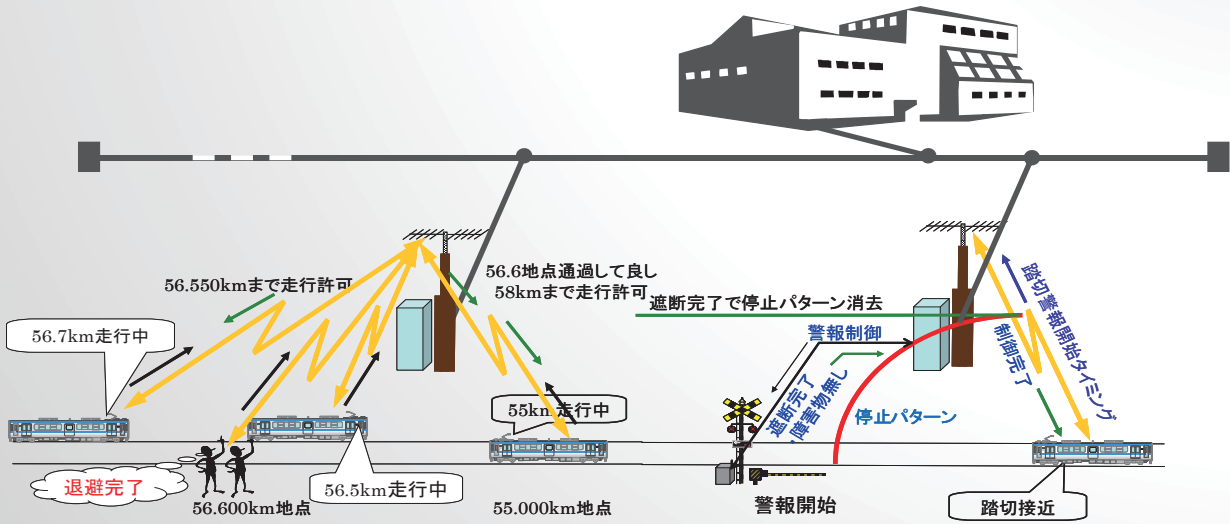 56.550kmまで走行許可
56.6地点通過して良し
58kmまで走行許可
遮断完了で停止パターン消去
56.7km走行中
警報制御
踏切警報開始タイミング
制御完了
遮断完了
障害物無し
停止パターン
55km走行中
退避完了
56.5km走行中
56.600km地点
55.000km地点
警報開始
踏切接近